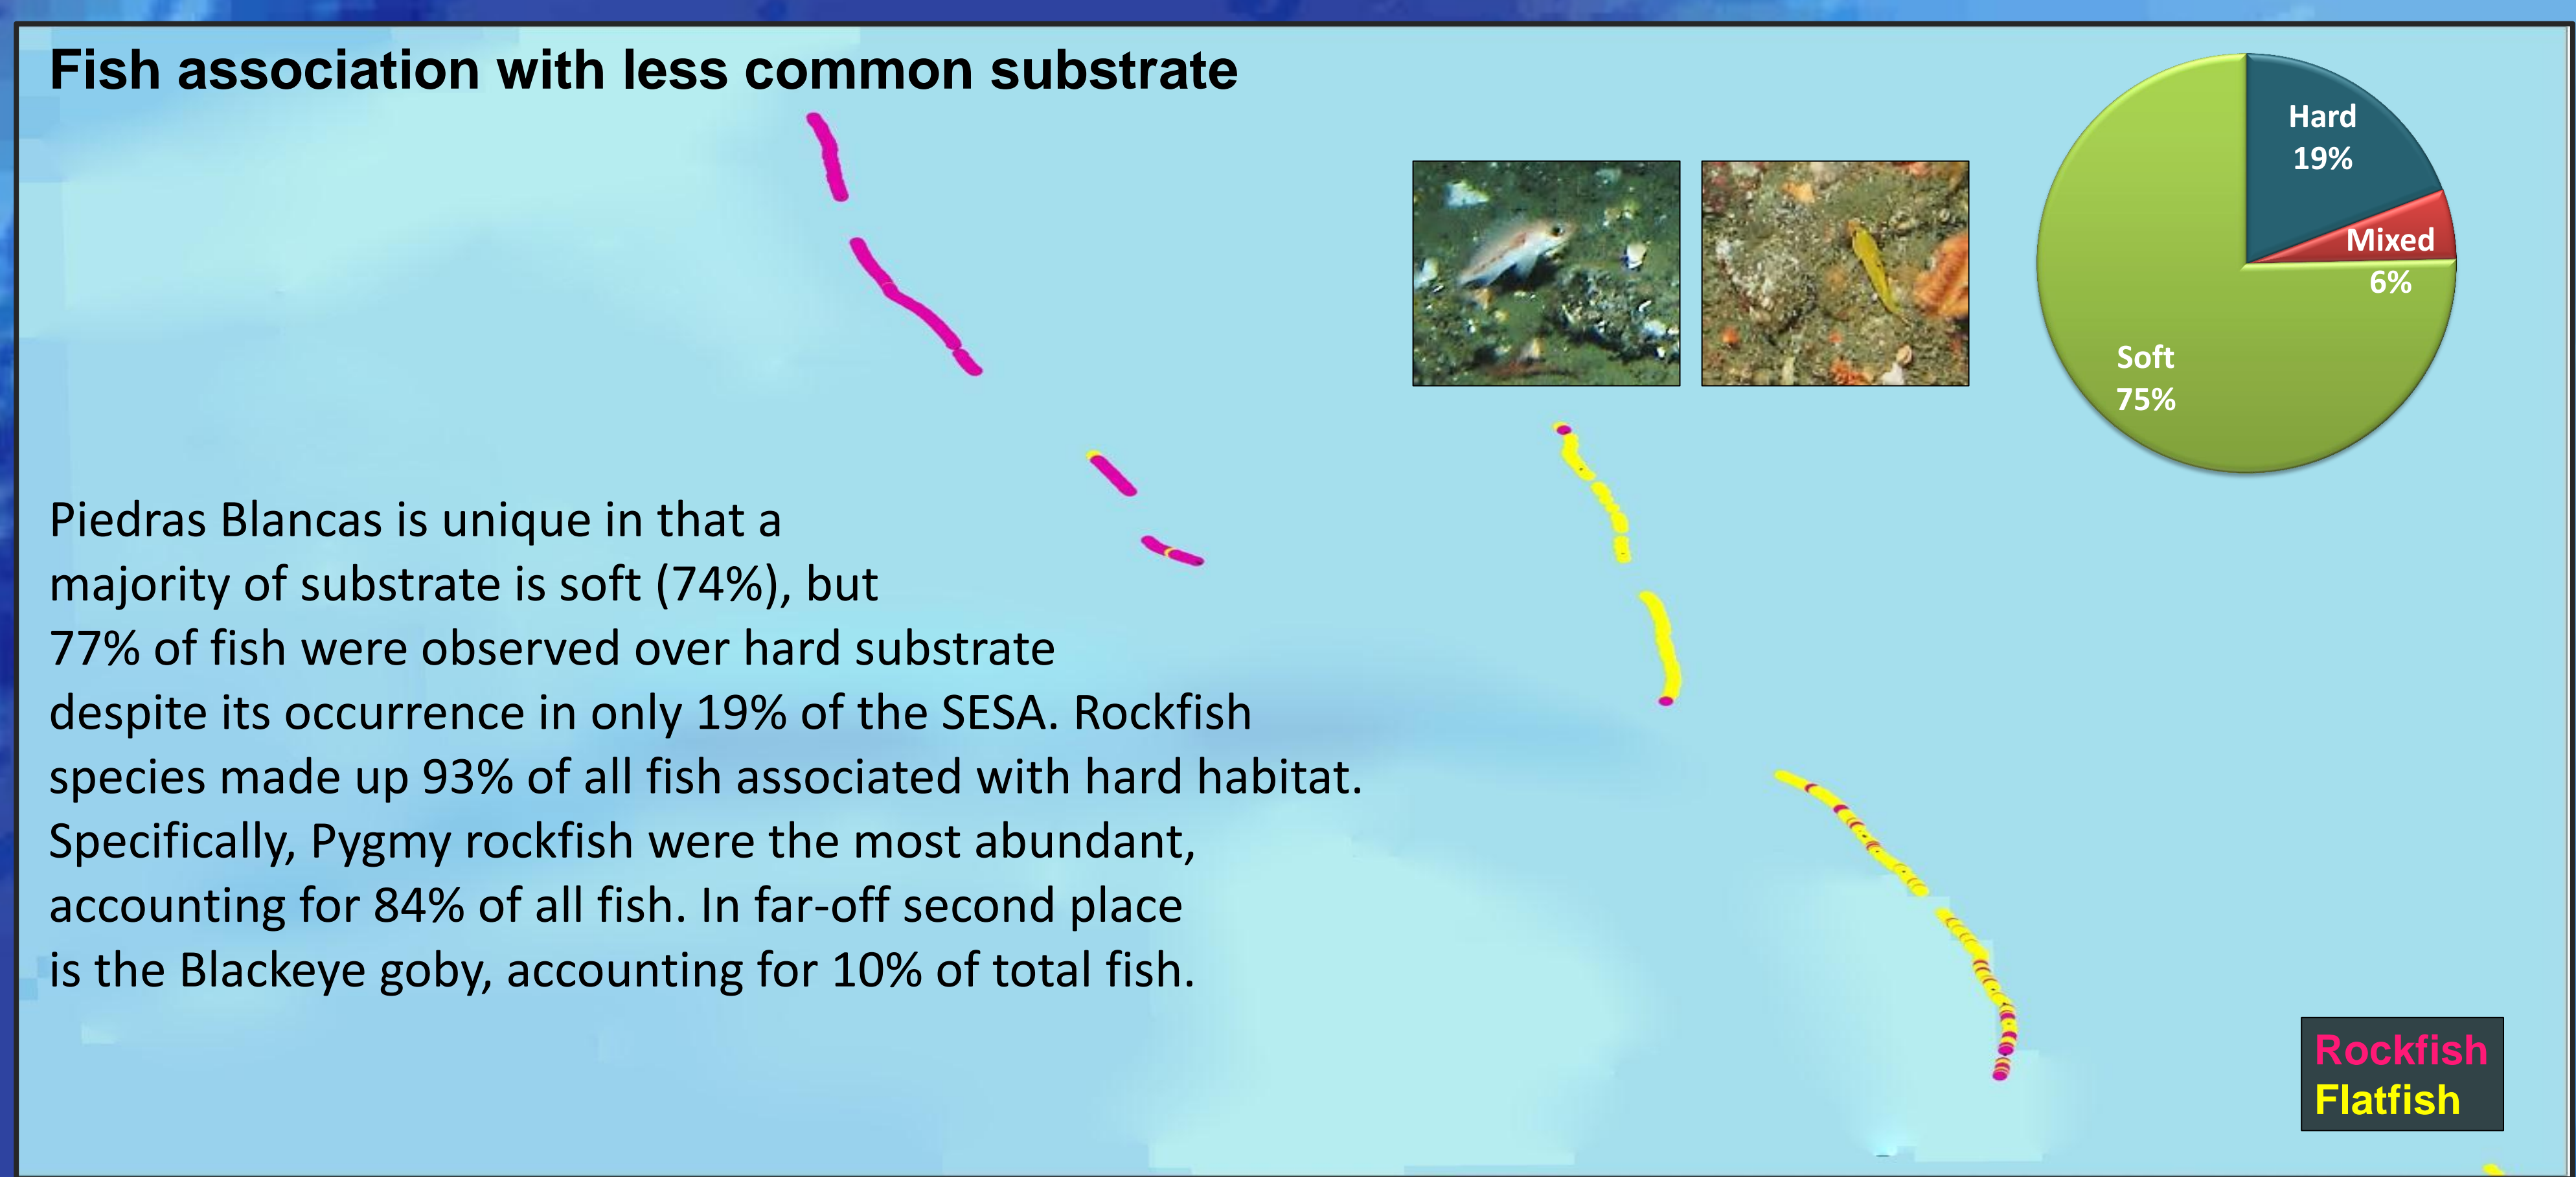 Fish association with less common substrate
Hard
19%
Mixed
6%
Soft
75%
Piedras Blancas is unique in that a
majority of substrate is soft (74%), but
77% of fish were observed over hard substrate
despite its occurrence in only 19% of the SESA. Rockfish
species made up 93% of all fish associated with hard habitat.
Specifically, Pygmy rockfish were the most abundant,
accounting for 84% of all fish. In far-off second place
is the Blackeye goby, accounting for 10% of total fish.
Rockfish
Flatfish